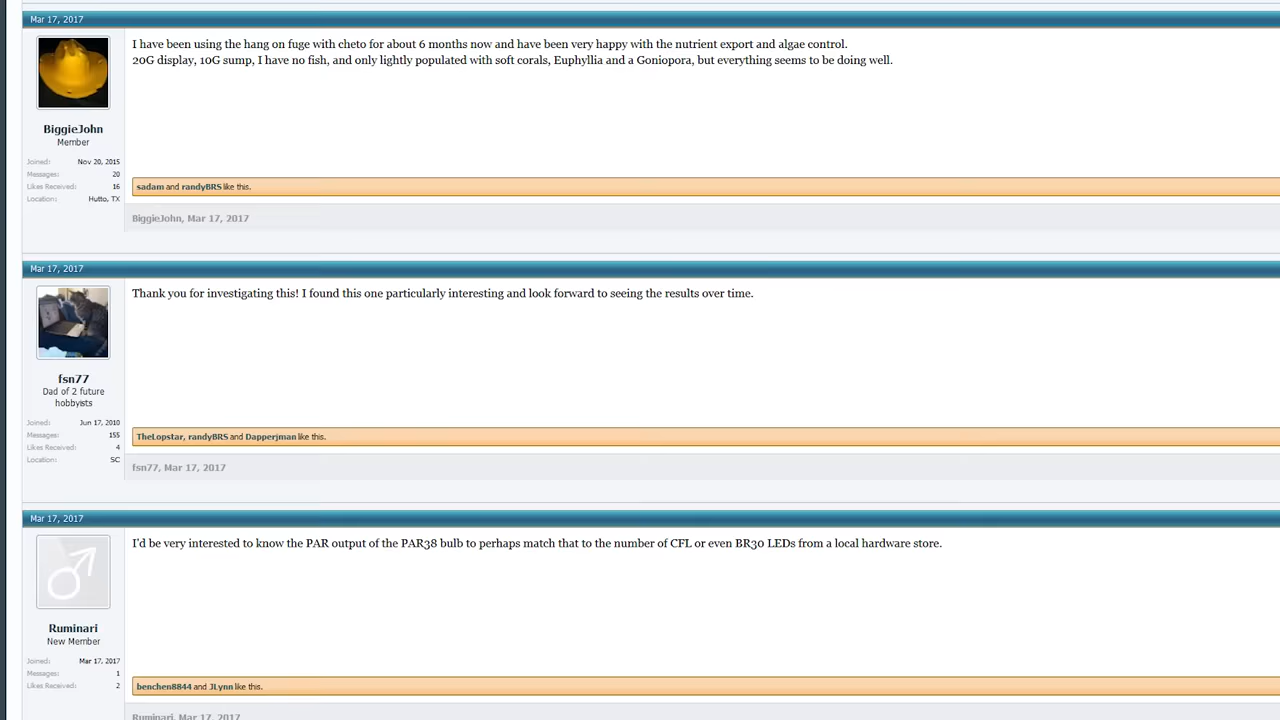 Mar 17, 2017
I have been using the hang on fuge with cheto for about 6 months now and have been very happy with the nutrient export and algae control.
20G display, 10G sump, I have no fish, and only lightly populated with soft corals, Euphyllia and a Goniopora, but everything seems to be doing well.
BiggieJohn
Member
Joined: Nov 20, 2015
Messages: 20
Likes Received: 16
Location: Hutto, TX
sadam and randyBRS like this.
BiggieJohn, Mar 17, 2017
Mar 17, 2017
Thank you for investigating this! I found this one particularly interesting and look forward to seeing the results over time.
fsn77
Dad of 2 future
hobbyists
Joined: Jun 17, 2010
Messages: 155
Likes Received: 4
Location: SC
TheLopstar, randyBRS and Dapperjman like this.
fsn77, Mar 17, 2017
Mar 17, 2017
I'd be very interested to know the PAR output of the PAR38 bulb to perhaps match that to the number of CFL or even BR30 LEDs from a local hardware store.
Ruminari
New Member
Joined: Mar 17, 2017
Messages: 1
Likes Received: 2
benchen8844 and JLynn like this.
Ruminari, Mar 17, 2017